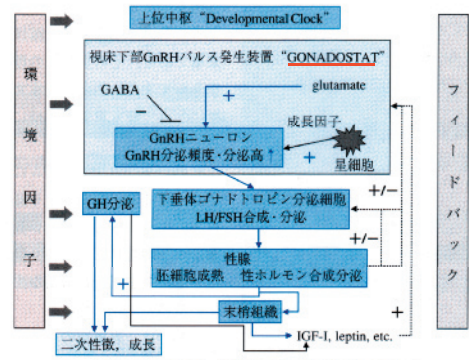 上位中枢“Developmental Clock”
視床下部GnRHパルス発生装置“GONADOSTAT”
GABA
glutamate
−
+
成長因子
GnRHニューロン
GnRH分泌頻度・分泌高↑
+
星細胞
+/−
GH分泌
下垂体ゴナドトロピン分泌細胞
LH/FSH合成・分泌
+/−
性腺
胚細胞成熟 性ホルモン合成分泌
+
末梢組織
+
二次性徴，成長
IGF-I, leptin, etc.
環境因子
フィードバック